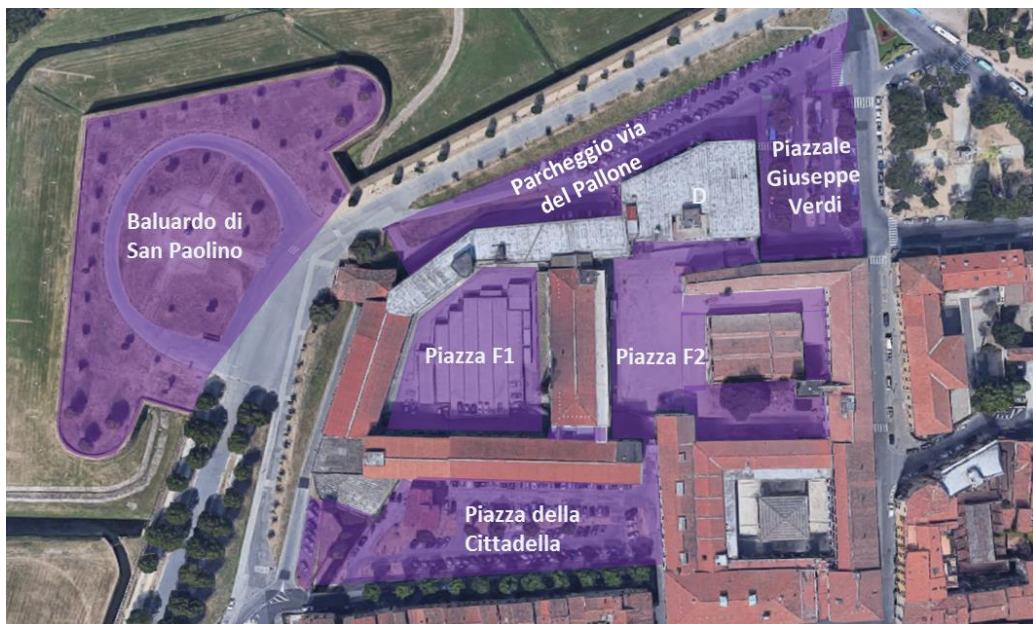 Baluardo di
San Paolino
Parcheggio via
del Pallone
D
Piazzale
Giuseppe
Verdi
Piazza F1
Piazza F2
Piazza della
Cittadella